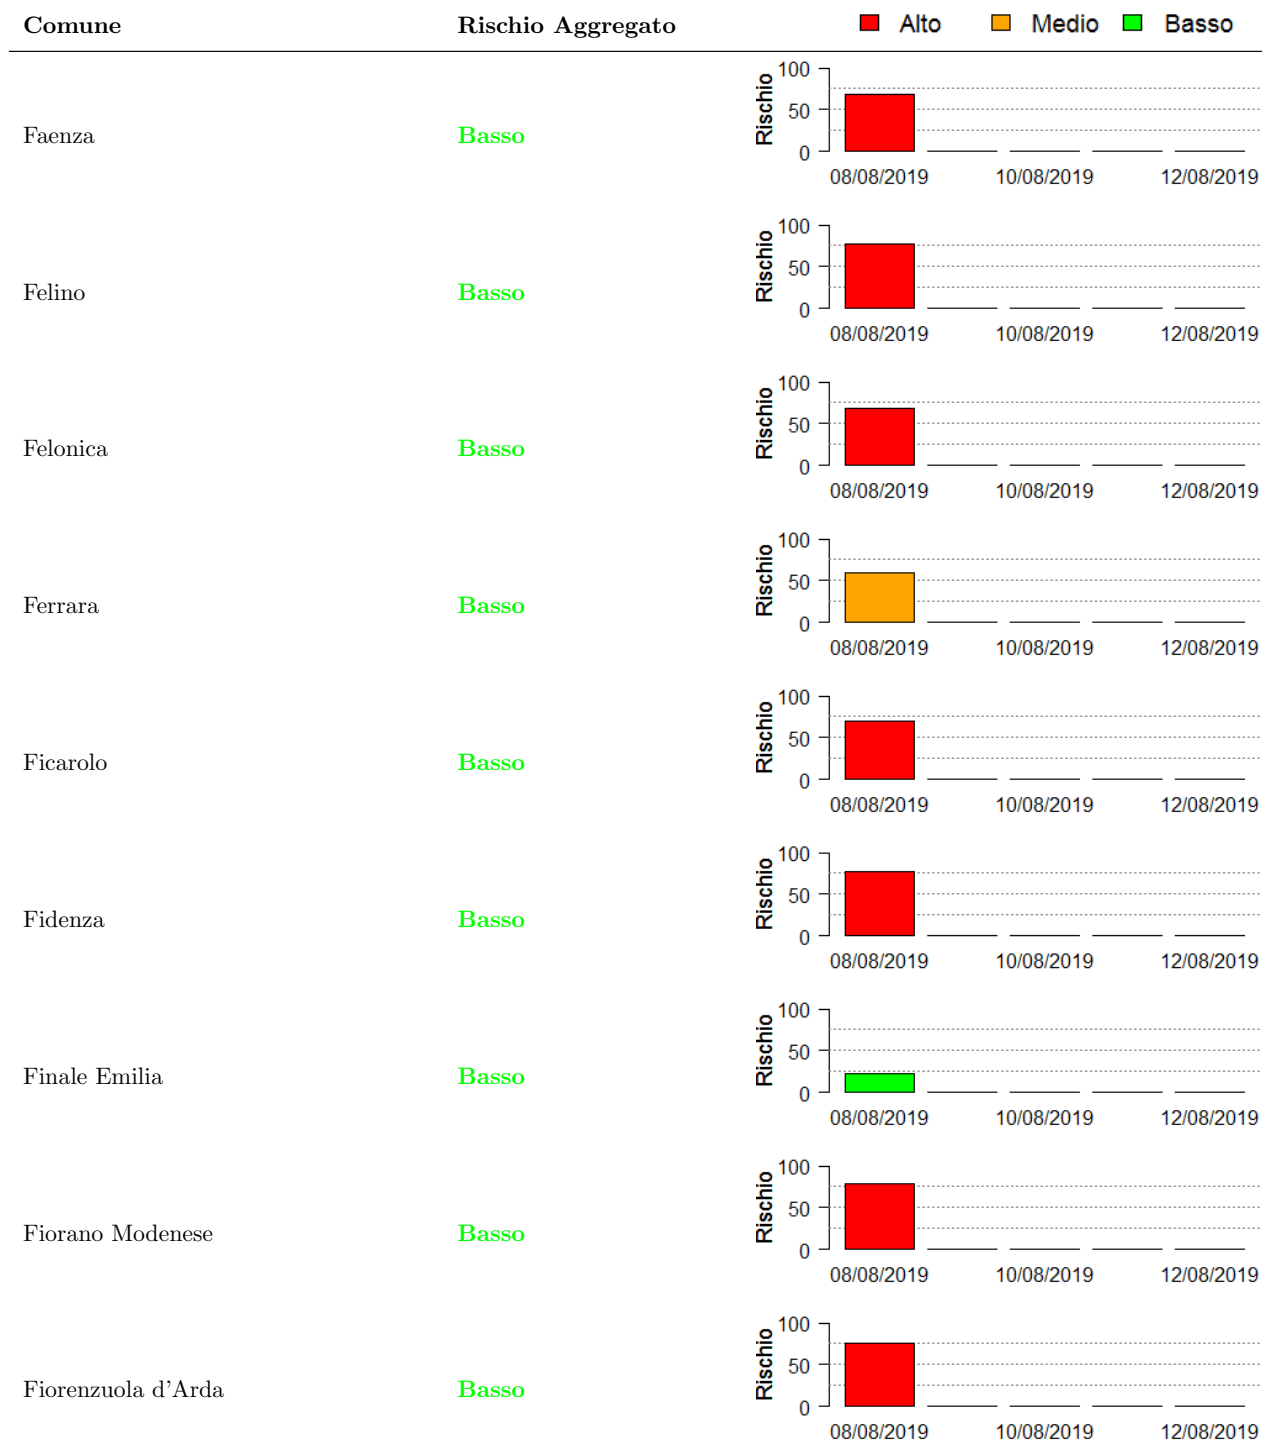 Comune Rischio Aggregato Alto Medio Basso
Faenza Basso
Rischio
100
50
0
08/08/2019 10/08/2019 12/08/2019
Felino Basso
Rischio
100
50
0
08/08/2019 10/08/2019 12/08/2019
Felonica Basso
Rischio
100
50
0
08/08/2019 10/08/2019 12/08/2019
Ferrara Basso
Rischio
100
50
0
08/08/2019 10/08/2019 12/08/2019
Ficarolo Basso
Rischio
100
50
0
08/08/2019 10/08/2019 12/08/2019
Fidenza Basso
Rischio
100
50
0
08/08/2019 10/08/2019 12/08/2019
Finale Emilia Basso
Rischio
100
50
0
08/08/2019 10/08/2019 12/08/2019
Fiorano Modenese Basso
Rischio
100
50
0
08/08/2019 10/08/2019 12/08/2019
Fiorenzuola d'Arda Basso
Rischio
100
50
0
08/08/2019 10/08/2019 12/08/2019